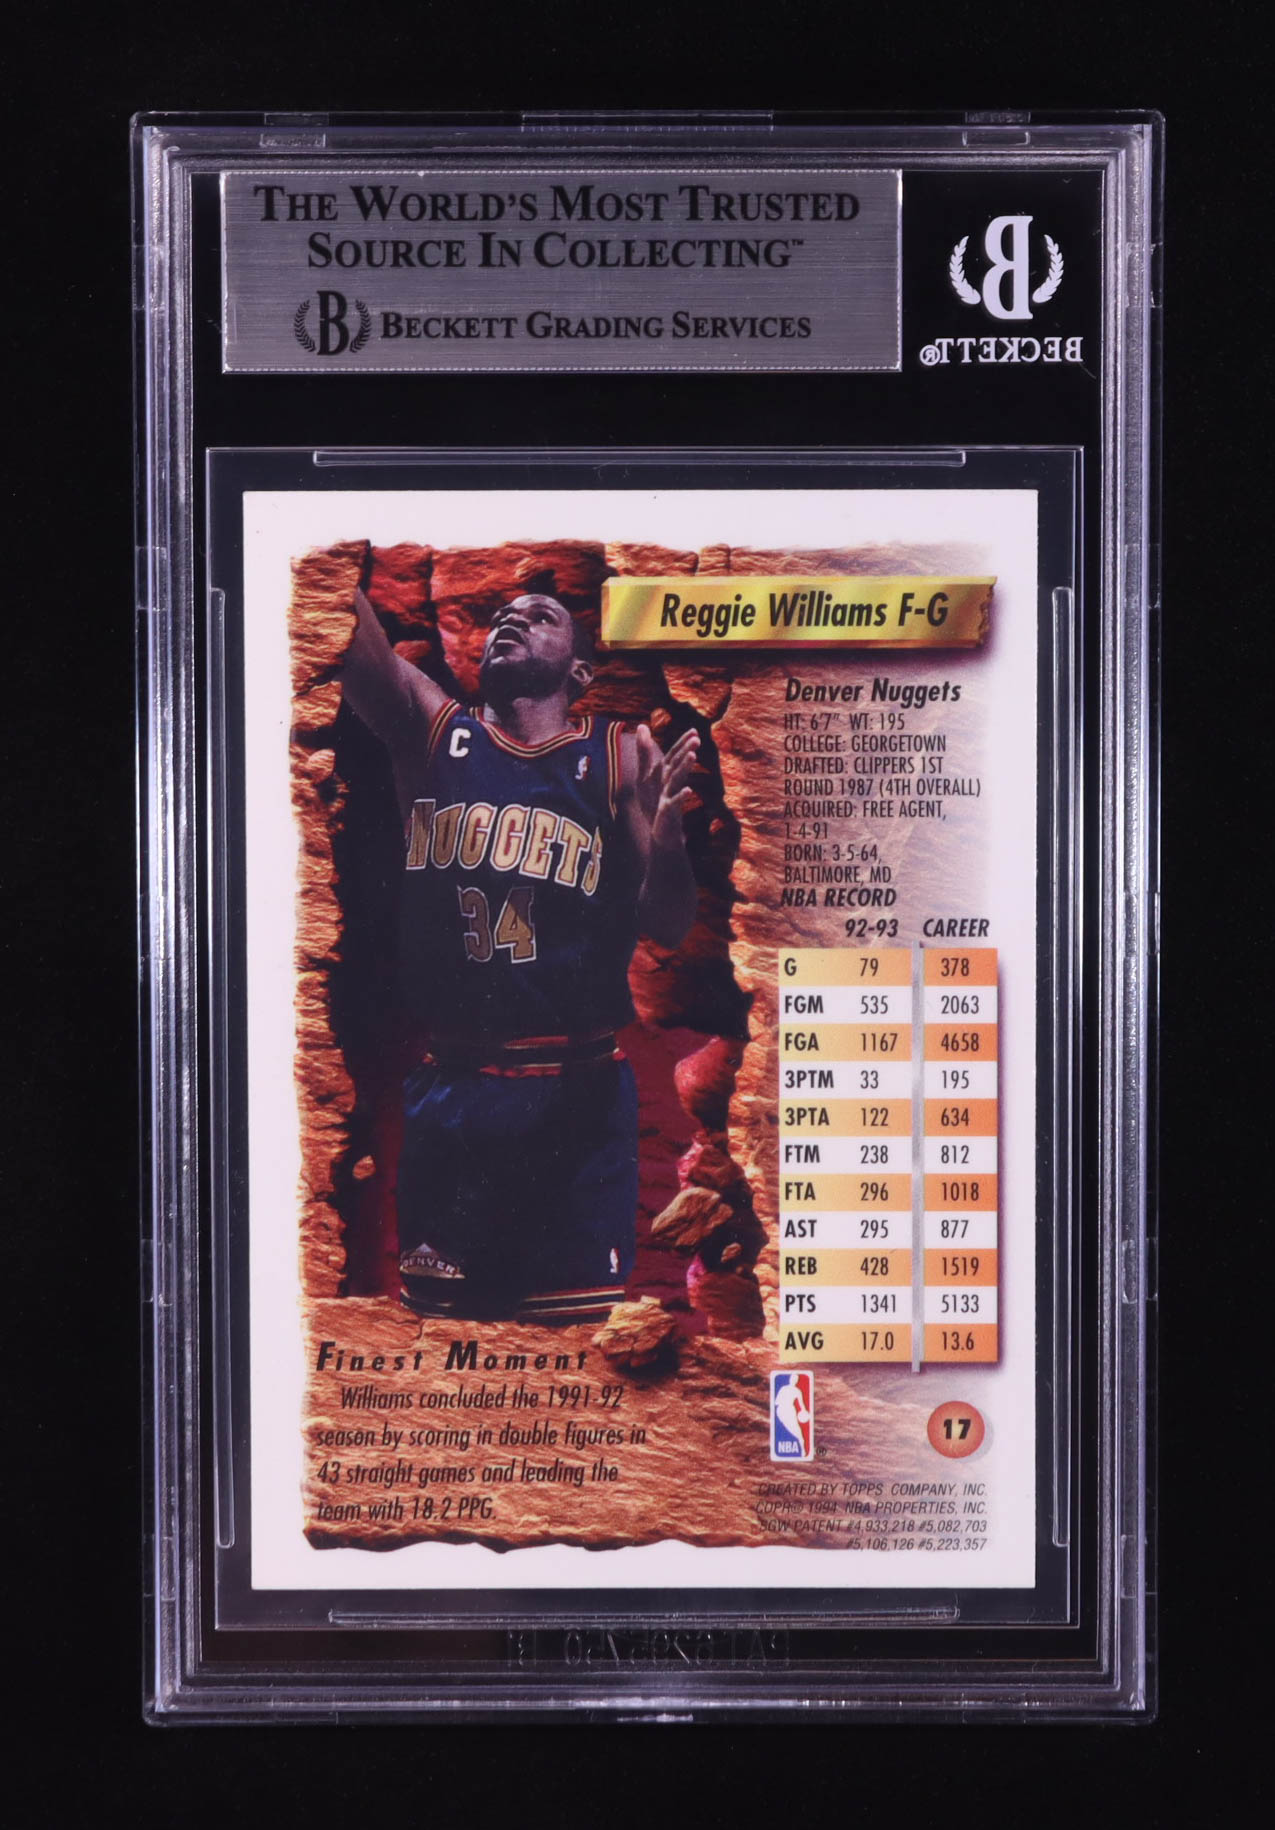 THE WORLD'S MOST TRUSTED
SOURCE IN COLLECTING™
B BECKETT GRADING SERVICES
B
BECKETT®
Reggie Williams F-G
Denver Nuggets
HT: 6'7" WT: 195
COLLEGE: GEORGETOWN
DRAFTED: CLIPPERS 1ST
ROUND 1987 (4TH OVERALL)
ACQUIRED: FREE AGENT,
1-4-91
BORN: 3-5-64,
BALTIMORE, MD
NBA RECORD
92-93 CAREER
G 79 378
FGM 535 2063
FGA 1167 4658
3PTM 33 195
3PTA 122 634
FTM 238 812
FTA 296 1018
AST 295 877
REB 428 1519
PTS 1341 5133
AVG 17.0 13.6
C
NUGGETS
34
DENVER
Finest Moment
Williams concluded the 1991-92
season by scoring in double figures in
43 straight games and leading the
team with 18.2 PPG.
NBA
17
CREATED BY TOPPS COMPANY, INC.
COPR© 1994 NBA PROPERTIES, INC.
SGW PATENT #4,933,218 #5,082,703
#5,106,126 #5,223,357